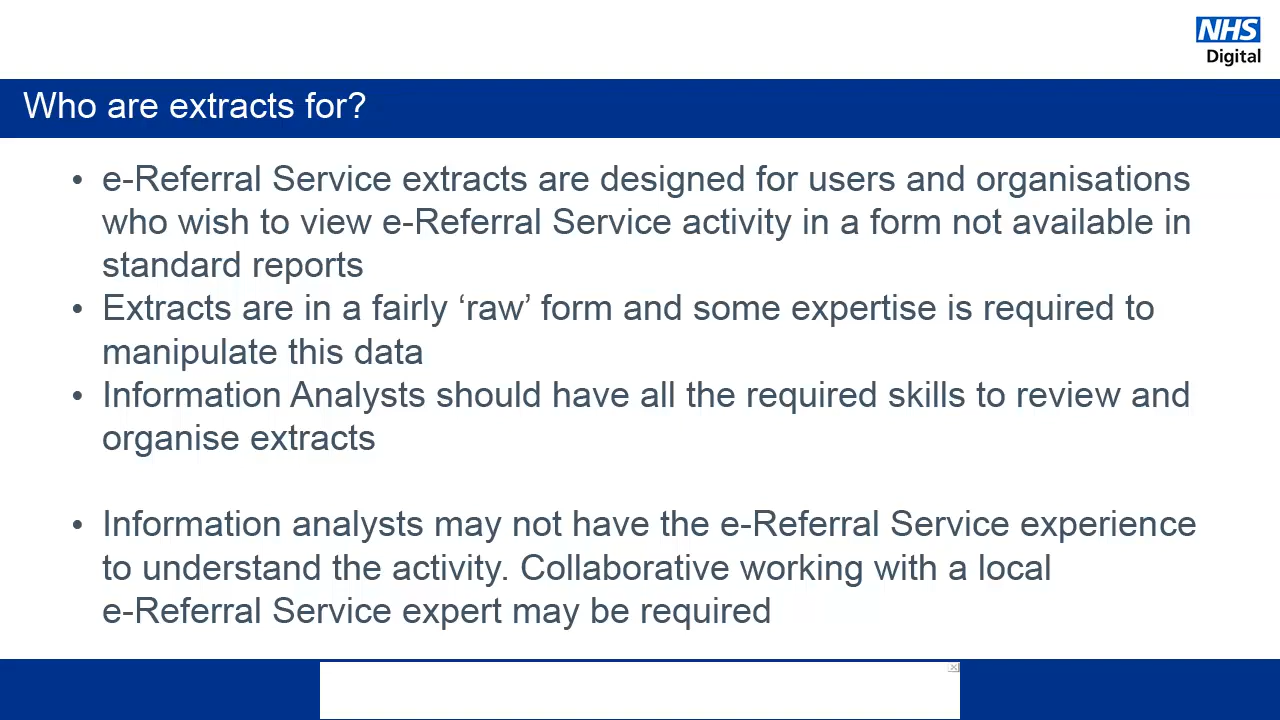 NHS
Digital
Who are extracts for?
• e-Referral Service extracts are designed for users and organisations
who wish to view e-Referral Service activity in a form not available in
standard reports
• Extracts are in a fairly ‘raw’ form and some expertise is required to
manipulate this data
• Information Analysts should have all the required skills to review and
organise extracts
• Information analysts may not have the e-Referral Service experience
to understand the activity. Collaborative working with a local
e-Referral Service expert may be required